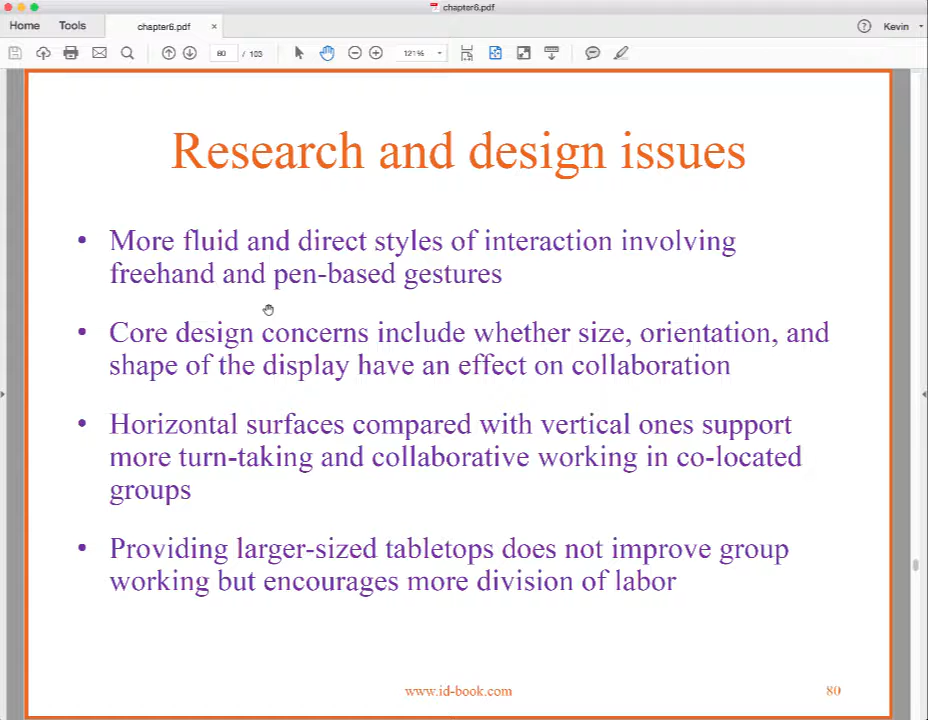 chapter6.pdf
Home Tools chapter6.pdf × ? Kevin
80 / 103 121%
Research and design issues
• More fluid and direct styles of interaction involving
freehand and pen-based gestures
• Core design concerns include whether size, orientation, and
shape of the display have an effect on collaboration
• Horizontal surfaces compared with vertical ones support
more turn-taking and collaborative working in co-located
groups
• Providing larger-sized tabletops does not improve group
working but encourages more division of labor
www.id-book.com 80